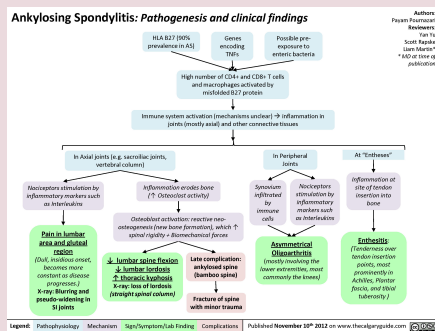 Ankylosing Spondylitis: Pathogenesis and clinical findings
Authors:
Payam Pournazari
Reviewers:
Yan Yu
Scott Rapske
Liam Martin*
* MD at time of
publication
HLA B27 (90%
prevalence in AS)
Genes
encoding
TNFs
Possible pre-
exposure to
enteric bacteria
High number of CD4+ and CD8+ T cells
and macrophages activated by
misfolded B27 protein
Immune system activation (mechanisms unclear) → inflammation in
joints (mostly axial) and other connective tissues
In Axial joints (e.g. sacroiliac joints,
vertebral column)
In Peripheral
Joints
At "Entheses"
Nociceptors stimulation by
inflammatory markers such
as Interleukins
Inflammation erodes bone
(↑ Osteoclast activity)
Synovium
infiltrated
by
immune
cells
Nociceptors
stimulation by
inflammatory
markers such
as Interleukins
Inflammation at
site of tendon
insertion into
bone
Osteoblast activation: reactive neo-
osteogenesis (new bone formation), which ↑
spinal rigidity + Biomechanical forces
Pain in lumbar
area and gluteal
region
(Dull, insidious onset,
becomes more
constant as disease
progresses.)
X-ray: Blurring and
pseudo-widening in
SI joints
↓ lumbar spine flexion
↓ lumbar lordosis
↑ thoracic kyphosis
X-ray: loss of lordosis
(straight spinal column)
Late complication:
ankylosed spine
(bamboo spine)
Fracture of spine
with minor trauma
Asymmetrical
Oligoarthritis
(mostly involving the
lower extremities, most
commonly the knees)
Enthesitis:
(Tenderness over
tendon insertion
points, most
prominently in
Achilles, Plantar
fascia, and tibial
tuberosity )
Legend: Pathophysiology Mechanism Sign/Symptom/Lab Finding Complications
Published November 10th 2012 on www.thecalgaryguide.com